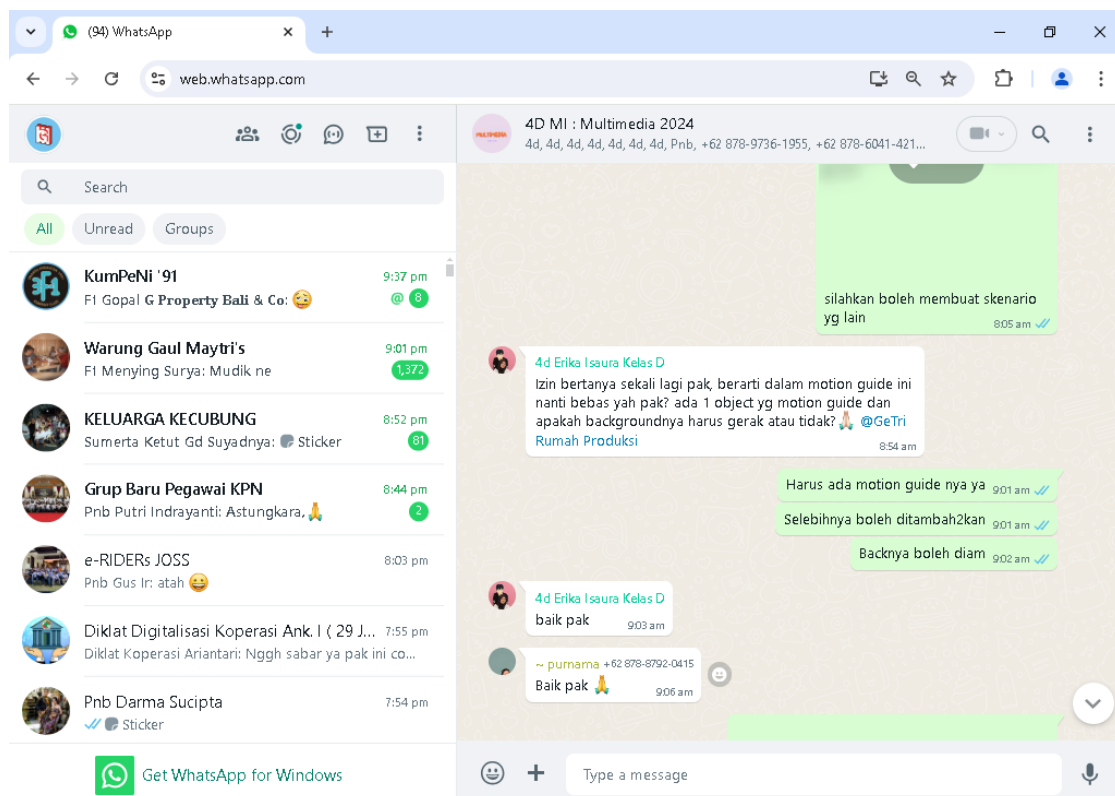 (94) WhatsApp
web.whatsapp.com
4D MI : Multimedia 2024
4d, 4d, 4d, 4d, 4d, 4d, 4d, Pnb, +62 878-9736-1955, +62 878-6041-421...
Search
All
Unread
Groups
KumPeNi '91
9:37 pm
F1 Gopal G Property Bali & Co: 🤕
@ 8
Warung Gaul Maytri's
9:01 pm
F1 Menying Surya: Mudik ne
1,372
KELUARGA KECUBUNG
8:52 pm
Sumerta Ketut Gd Suyadnya: Sticker
81
Grup Baru Pegawai KPN
8:44 pm
Pnb Putri Indrayanti: Astungkara, 🙏
2
e-RIDERs JOSS
8:03 pm
Pnb Gus Ir: atah 😀
Diklat Digitalisasi Koperasi Ank. I ( 29 J...
7:55 pm
Diklat Koperasi Ariantari: Nggh sabar ya pak ini co...
Pnb Darma Sucipta
7:54 pm
Sticker
Get WhatsApp for Windows
silahkan boleh membuat skenario
yg lain
8:05 am
4d Erika Isaura Kelas D
Izin bertanya sekali lagi pak, berarti dalam motion guide ini
nanti bebas yah pak? ada 1 object yg motion guide dan
apakah backgroundnya harus gerak atau tidak?🙏 @GeTri
Rumah Produksi
8:54 am
Harus ada motion guide nya ya 9:01 am
Selebihnya boleh ditambah2kan 9:01 am
Backnya boleh diam 9:02 am
4d Erika Isaura Kelas D
baik pak 9:03 am
~ purnama +62 878-8792-0415
Baik pak 🙏 9:06 am
Type a message